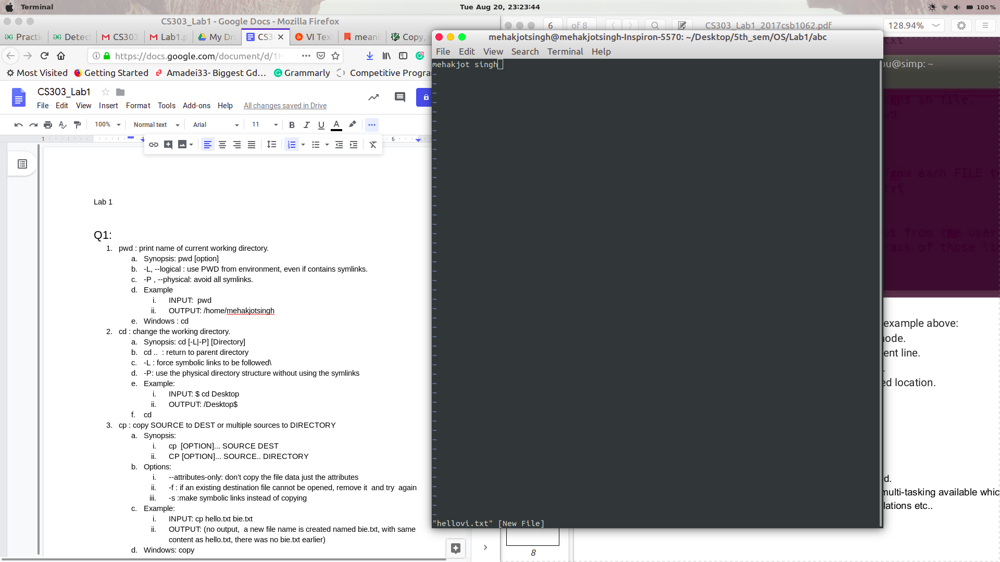 Terminal
Tue Aug 20, 23:23:44
100 %
CS303_Lab1 - Google Docs - Mozilla Firefox
Practic
Detec
CS303
Lab1.p
My Dri
CS3
VI Tex
mean
Copy,
https://docs.google.com/document/d/1
Most Visited
Getting Started
Amadei33- Biggest Gd...
Grammarly
Competitive Progra
CS303_Lab1
File Edit View Insert Format Tools Add-ons Help All changes saved in Drive
100% Normal text Arial 11
1 6
Lab 1
Q1:
1. pwd : print name of current working directory.
a. Synopsis: pwd [option]
b. -L, --logical : use PWD from environment, even if contains symlinks.
c. -P , --physical: avoid all symlinks.
d. Example
i. INPUT: pwd
ii. OUTPUT: /home/mehakjotsingh
e. Windows : cd
2. cd : change the working directory.
a. Synopsis: cd [-L|-P] [Directory]
b. cd .. : return to parent directory
c. -L : force symbolic links to be followed\
d. -P: use the physical directory structure without using the symlinks
e. Example:
i. INPUT: $ cd Desktop
ii. OUTPUT: /Desktop$
f. cd
3. cp : copy SOURCE to DEST or multiple sources to DIRECTORY
a. Synopsis:
i. cp [OPTION]... SOURCE DEST
ii. CP [OPTION]... SOURCE.. DIRECTORY
b. Options:
i. --attributes-only: don’t copy the file data just the attributes
ii. -f : if an existing destination file cannot be opened, remove it and try again
iii. -s :make symbolic links instead of copying
c. Example:
i. INPUT: cp hello.txt bie.txt
ii. OUTPUT: (no output, a new file name is created named bie.txt, with same
content as hello.txt, there was no bie.txt earlier)
d. Windows: copy
mehakjotsingh@mehakjotsingh-Inspiron-5570: ~/Desktop/5th_sem/OS/Lab1/abc
File Edit View Search Terminal Help
mehakjot singh
"hellovi.txt" [New File]
6 of 8 CS303_Lab1_2017csb1062.pdf 128.94%
ou@simp: ~
in file.
from each FILE t
txt
ut from the user
rack of those li
example above:
node.
ent line.
ed location.
rd.
multi-tasking available whic
lations etc..
8